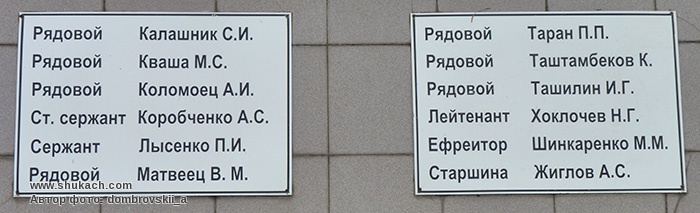 Рядовой Калашник С.И.
Рядовой Кваша М.С.
Рядовой Коломоец А.И.
Ст. сержант Коробченко А.С.
Сержант Лысенко П.И.
Рядовой Матвеец В. М.
Рядовой Таран П.П.
Рядовой Таштамбеков К.
Рядовой Ташилин И.Г.
Лейтенант Хоклочев Н.Г.
Ефреитор Шинкаренко М.М.
Старшина Жиглов А.С.
www.shukach.com
Автор фото: dombrovskii_a